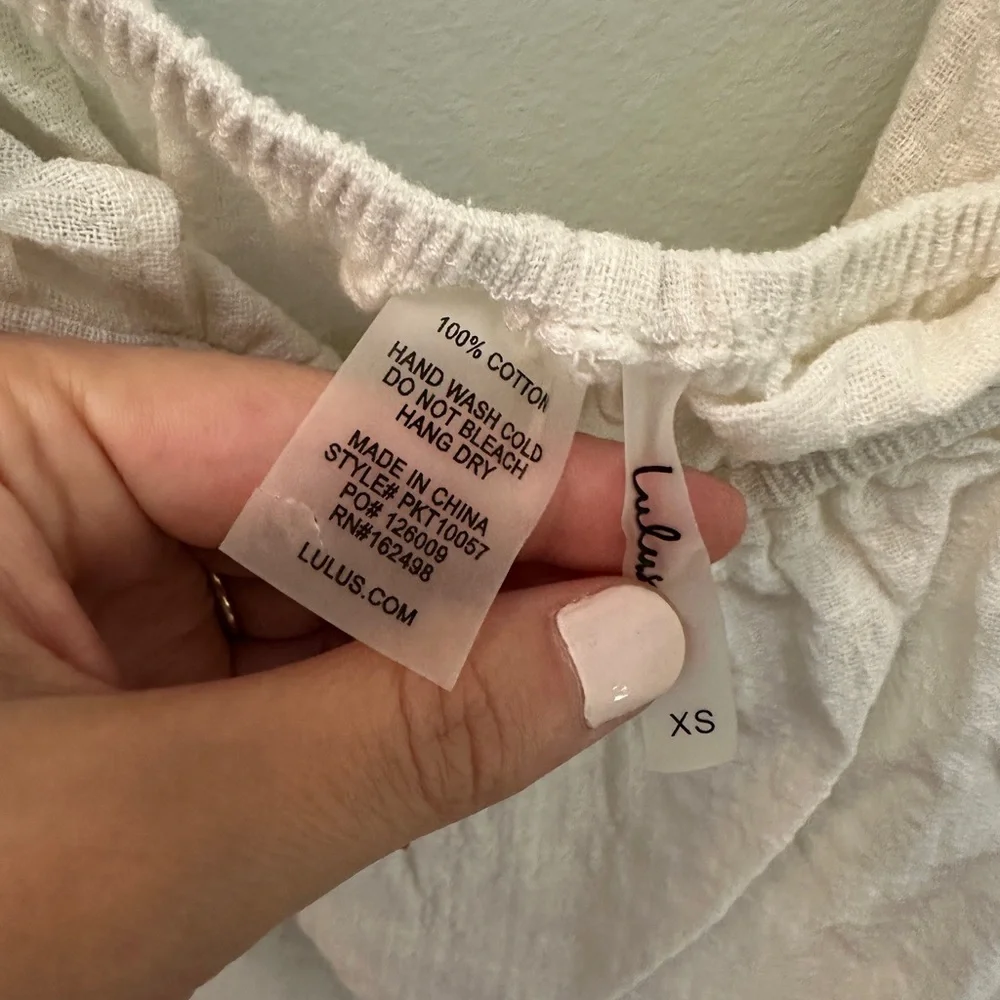 100% COTTON
HAND WASH COLD
DO NOT BLEACH
HANG DRY
MADE IN CHINA
STYLE# PKT10057
PO# 126009
RN#162498
LULUS.COM
Lulus
XS